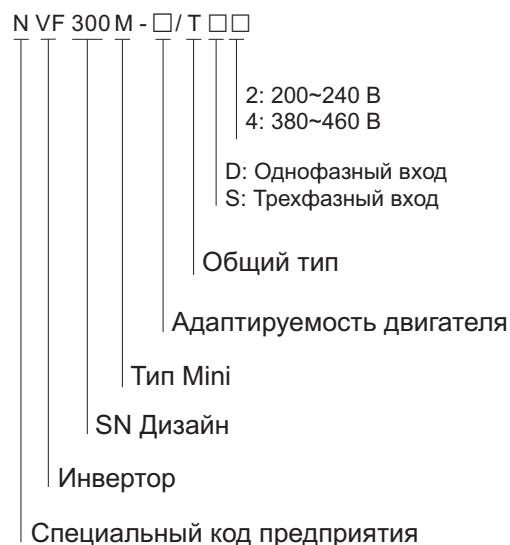 N VF 300 M - □ / T □ □
2: 200~240 В
4: 380~460 В
D: Однофазный вход
S: Трехфазный вход
Общий тип
Адаптируемость двигателя
Тип Mini
SN Дизайн
Инвертор
Специальный код предприятия